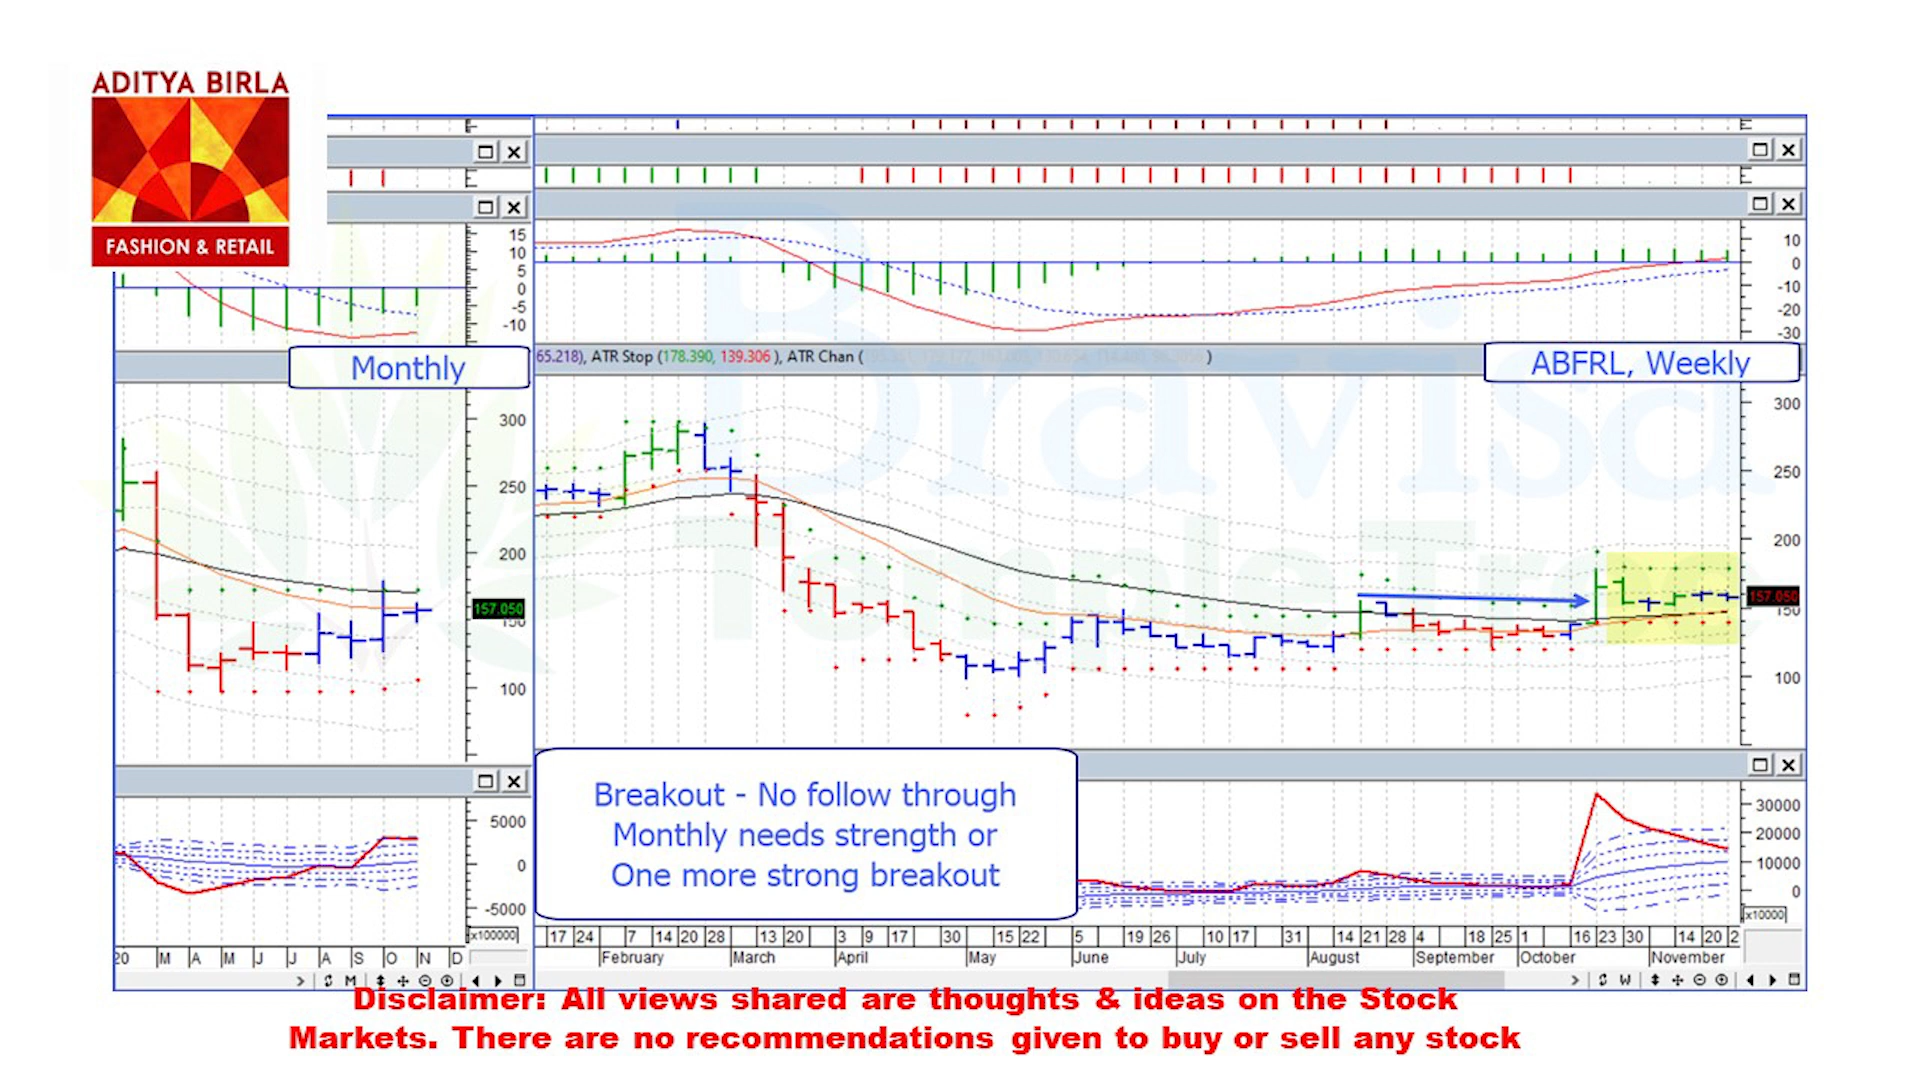 ADITYA BIRLA
FASHION & RETAIL
15
10
5
0
-5
-10
10
0
-10
-20
-30
Monthly
65.218), ATR Stop (178.390, 139.306 ), ATR Chan (
)
ABFRL, Weekly
300
250
200
157.050
150
100
300
250
200
157.050
150
100
Bravisa
Temple Tree
5000
0
-5000
x100000
Breakout - No follow through
Monthly needs strength or
One more strong breakout
30000
20000
10000
0
x10000
20 M A M J J A S O N D
17 24 7 14 20 28 13 20 3 9 17 30 15 22 5 19 26 10 17 31 14 21 28 4 18 25 1 16 23 30 14 20 2
February March April May June July August September October November
M
W
Disclaimer: All views shared are thoughts & ideas on the Stock
Markets. There are no recommendations given to buy or sell any stock